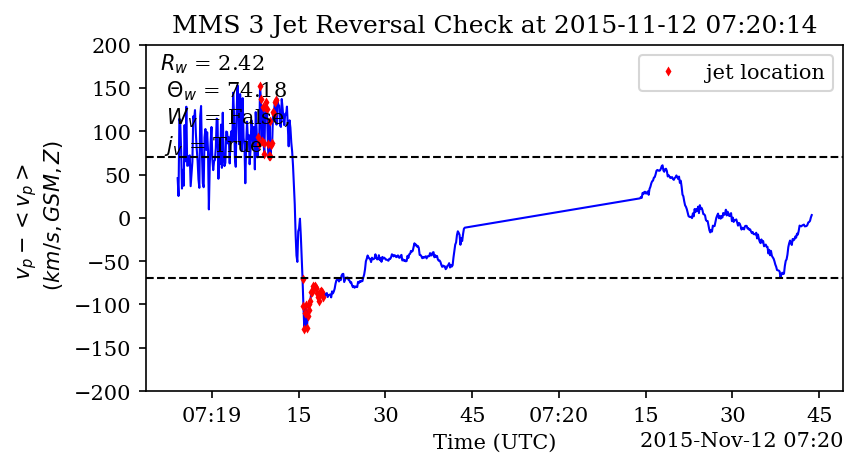 MMS 3 Jet Reversal Check at 2015-11-12 07:20:14
R_w = 2.42
Θ_w = 74.18
W_v = False
j_v = True
jet location
v_p − < v_p >
(km/s, GSM, Z)
200
150
100
50
0
−50
−100
−150
−200
07:19 15 30 45 07:20 15 30 45
Time (UTC)
2015-Nov-12 07:20